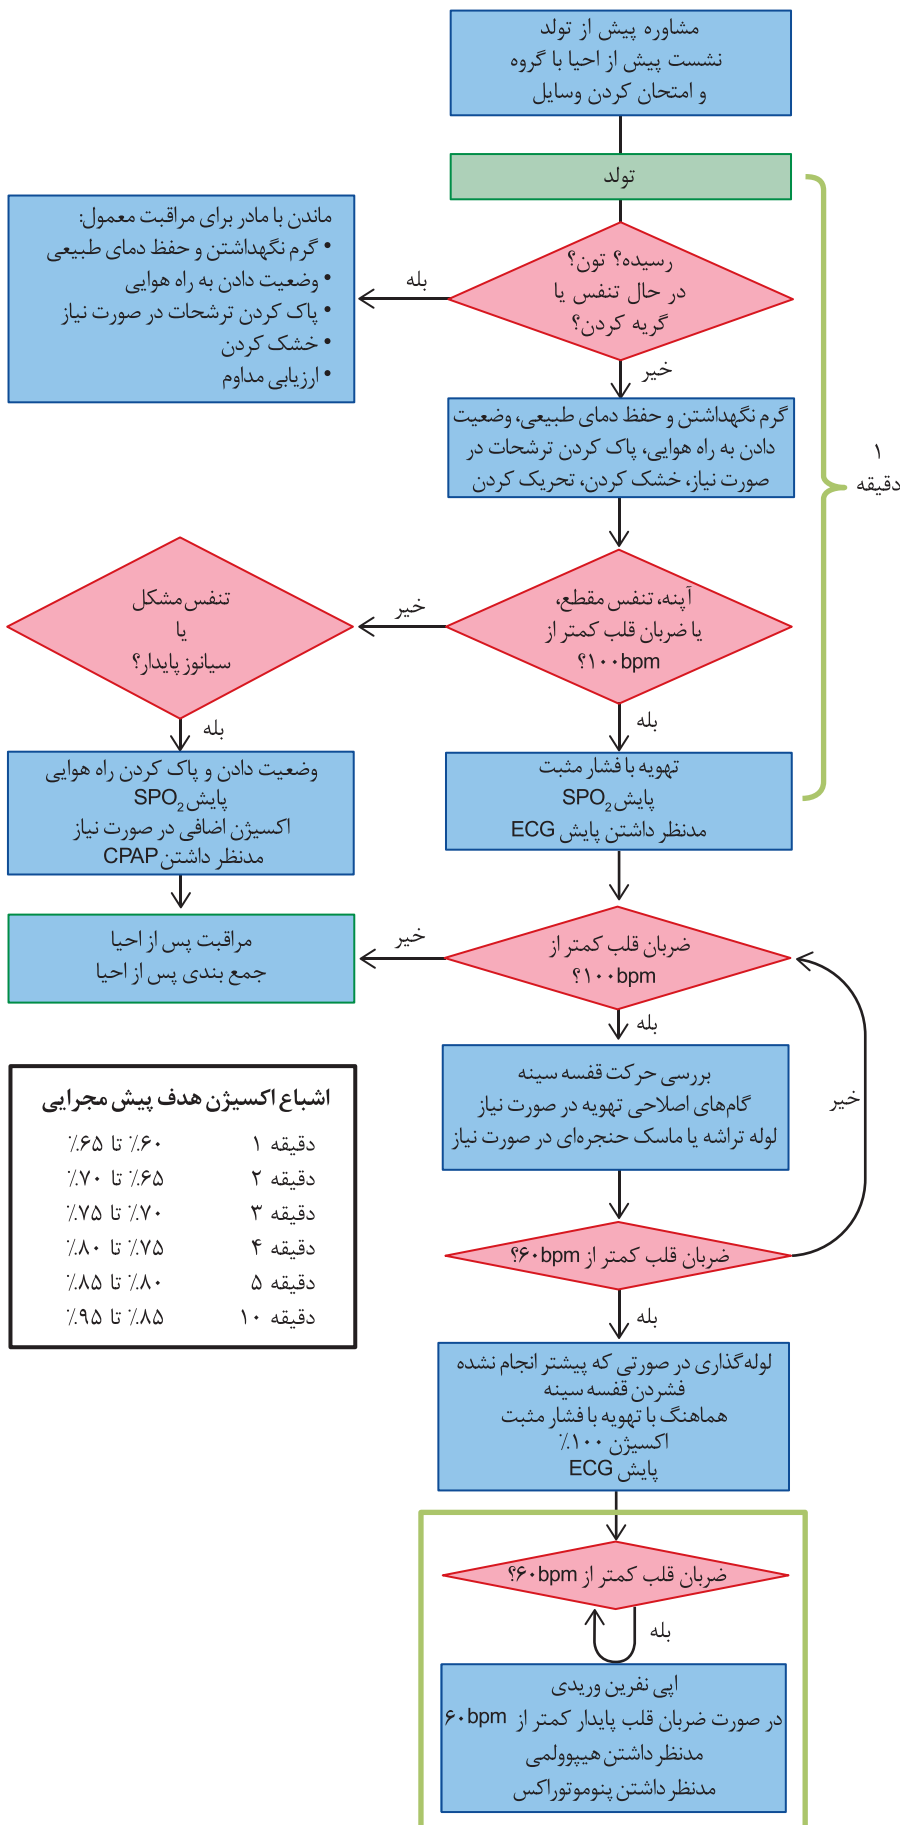 مشاوره پیش از تولد
نشست پیش از احیا با گروه
و امتحان کردن وسایل
تولد
رسیده؟ تون؟
در حال تنفس یا
گریه کردن؟
بله
ماندن با مادر برای مراقبت معمول:
• گرم نگهداشتن و حفظ دمای طبیعی
• وضعیت دادن به راه هوایی
• پاک کردن ترشحات در صورت نیاز
• خشک کردن
• ارزیابی مداوم
خیر
گرم نگهداشتن و حفظ دمای طبیعی، وضعیت
دادن به راه هوایی، پاک کردن ترشحات در
صورت نیاز، خشک کردن، تحریک کردن
۱
دقیقه
آپنه، تنفس مقطع،
یا ضربان قلب کمتر از
۱۰۰bpm؟
خیر
تنفس مشکل
یا
سیانوز پایدار؟
بله
بله
تهویه با فشار مثبت
پایش SPO₂
مدنظر داشتن پایش ECG
وضعیت دادن و پاک کردن راه هوایی
پایش SPO₂
اکسیژن اضافی در صورت نیاز
مدنظر داشتن CPAP
ضربان قلب کمتر از
۱۰۰bpm؟
خیر
مراقبت پس از احیا
جمع بندی پس از احیا
بله
بررسی حرکت قفسه سینه
گام‌های اصلاحی تهویه در صورت نیاز
لوله تراشه یا ماسک حنجره‌ای در صورت نیاز
خیر
اشباع اکسیژن هدف پیش مجرایی
دقیقه ۱ ۶۰٪ تا ۶۵٪
دقیقه ۲ ۶۵٪ تا ۷۰٪
دقیقه ۳ ۷۰٪ تا ۷۵٪
دقیقه ۴ ۷۵٪ تا ۸۰٪
دقیقه ۵ ۸۰٪ تا ۸۵٪
دقیقه ۱۰ ۸۵٪ تا ۹۵٪
ضربان قلب کمتر از ۶۰bpm؟
بله
لوله‌گذاری در صورتی که پیشتر انجام نشده
فشردن قفسه سینه
هماهنگ با تهویه با فشار مثبت
اکسیژن ۱۰۰٪
پایش ECG
ضربان قلب کمتر از ۶۰bpm؟
بله
اپی نفرین وریدی
در صورت ضربان قلب پایدار کمتر از ۶۰bpm
مدنظر داشتن هیپوولمی
مدنظر داشتن پنوموتوراکس